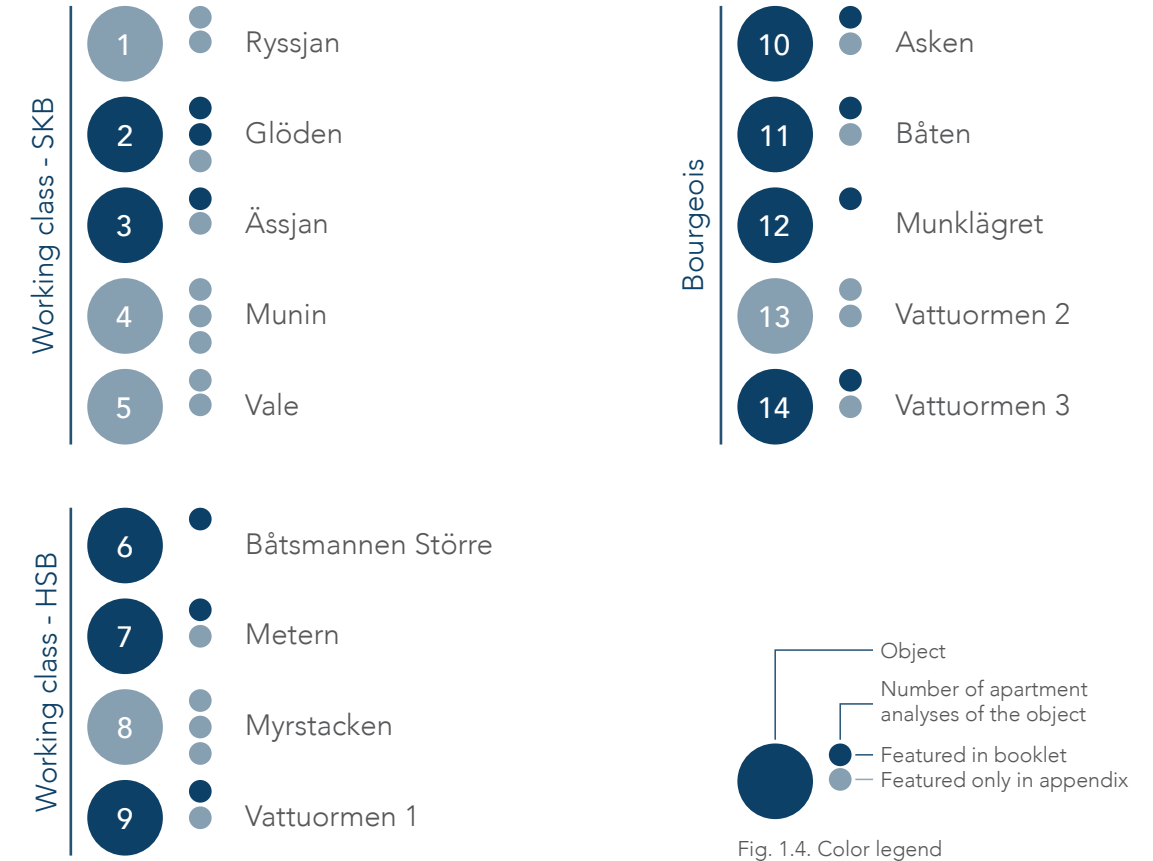 Working class - SKB
1 Ryssjan
2 Glöden
3 Ässjan
4 Munin
5 Vale
Working class - HSB
6 Båtsmannen Större
7 Metern
8 Myrstacken
9 Vattuormen 1
Bourgeois
10 Asken
11 Båten
12 Munklägret
13 Vattuormen 2
14 Vattuormen 3
Object
Number of apartment
analyses of the object
Featured in booklet
Featured only in appendix
Fig. 1.4. Color legend